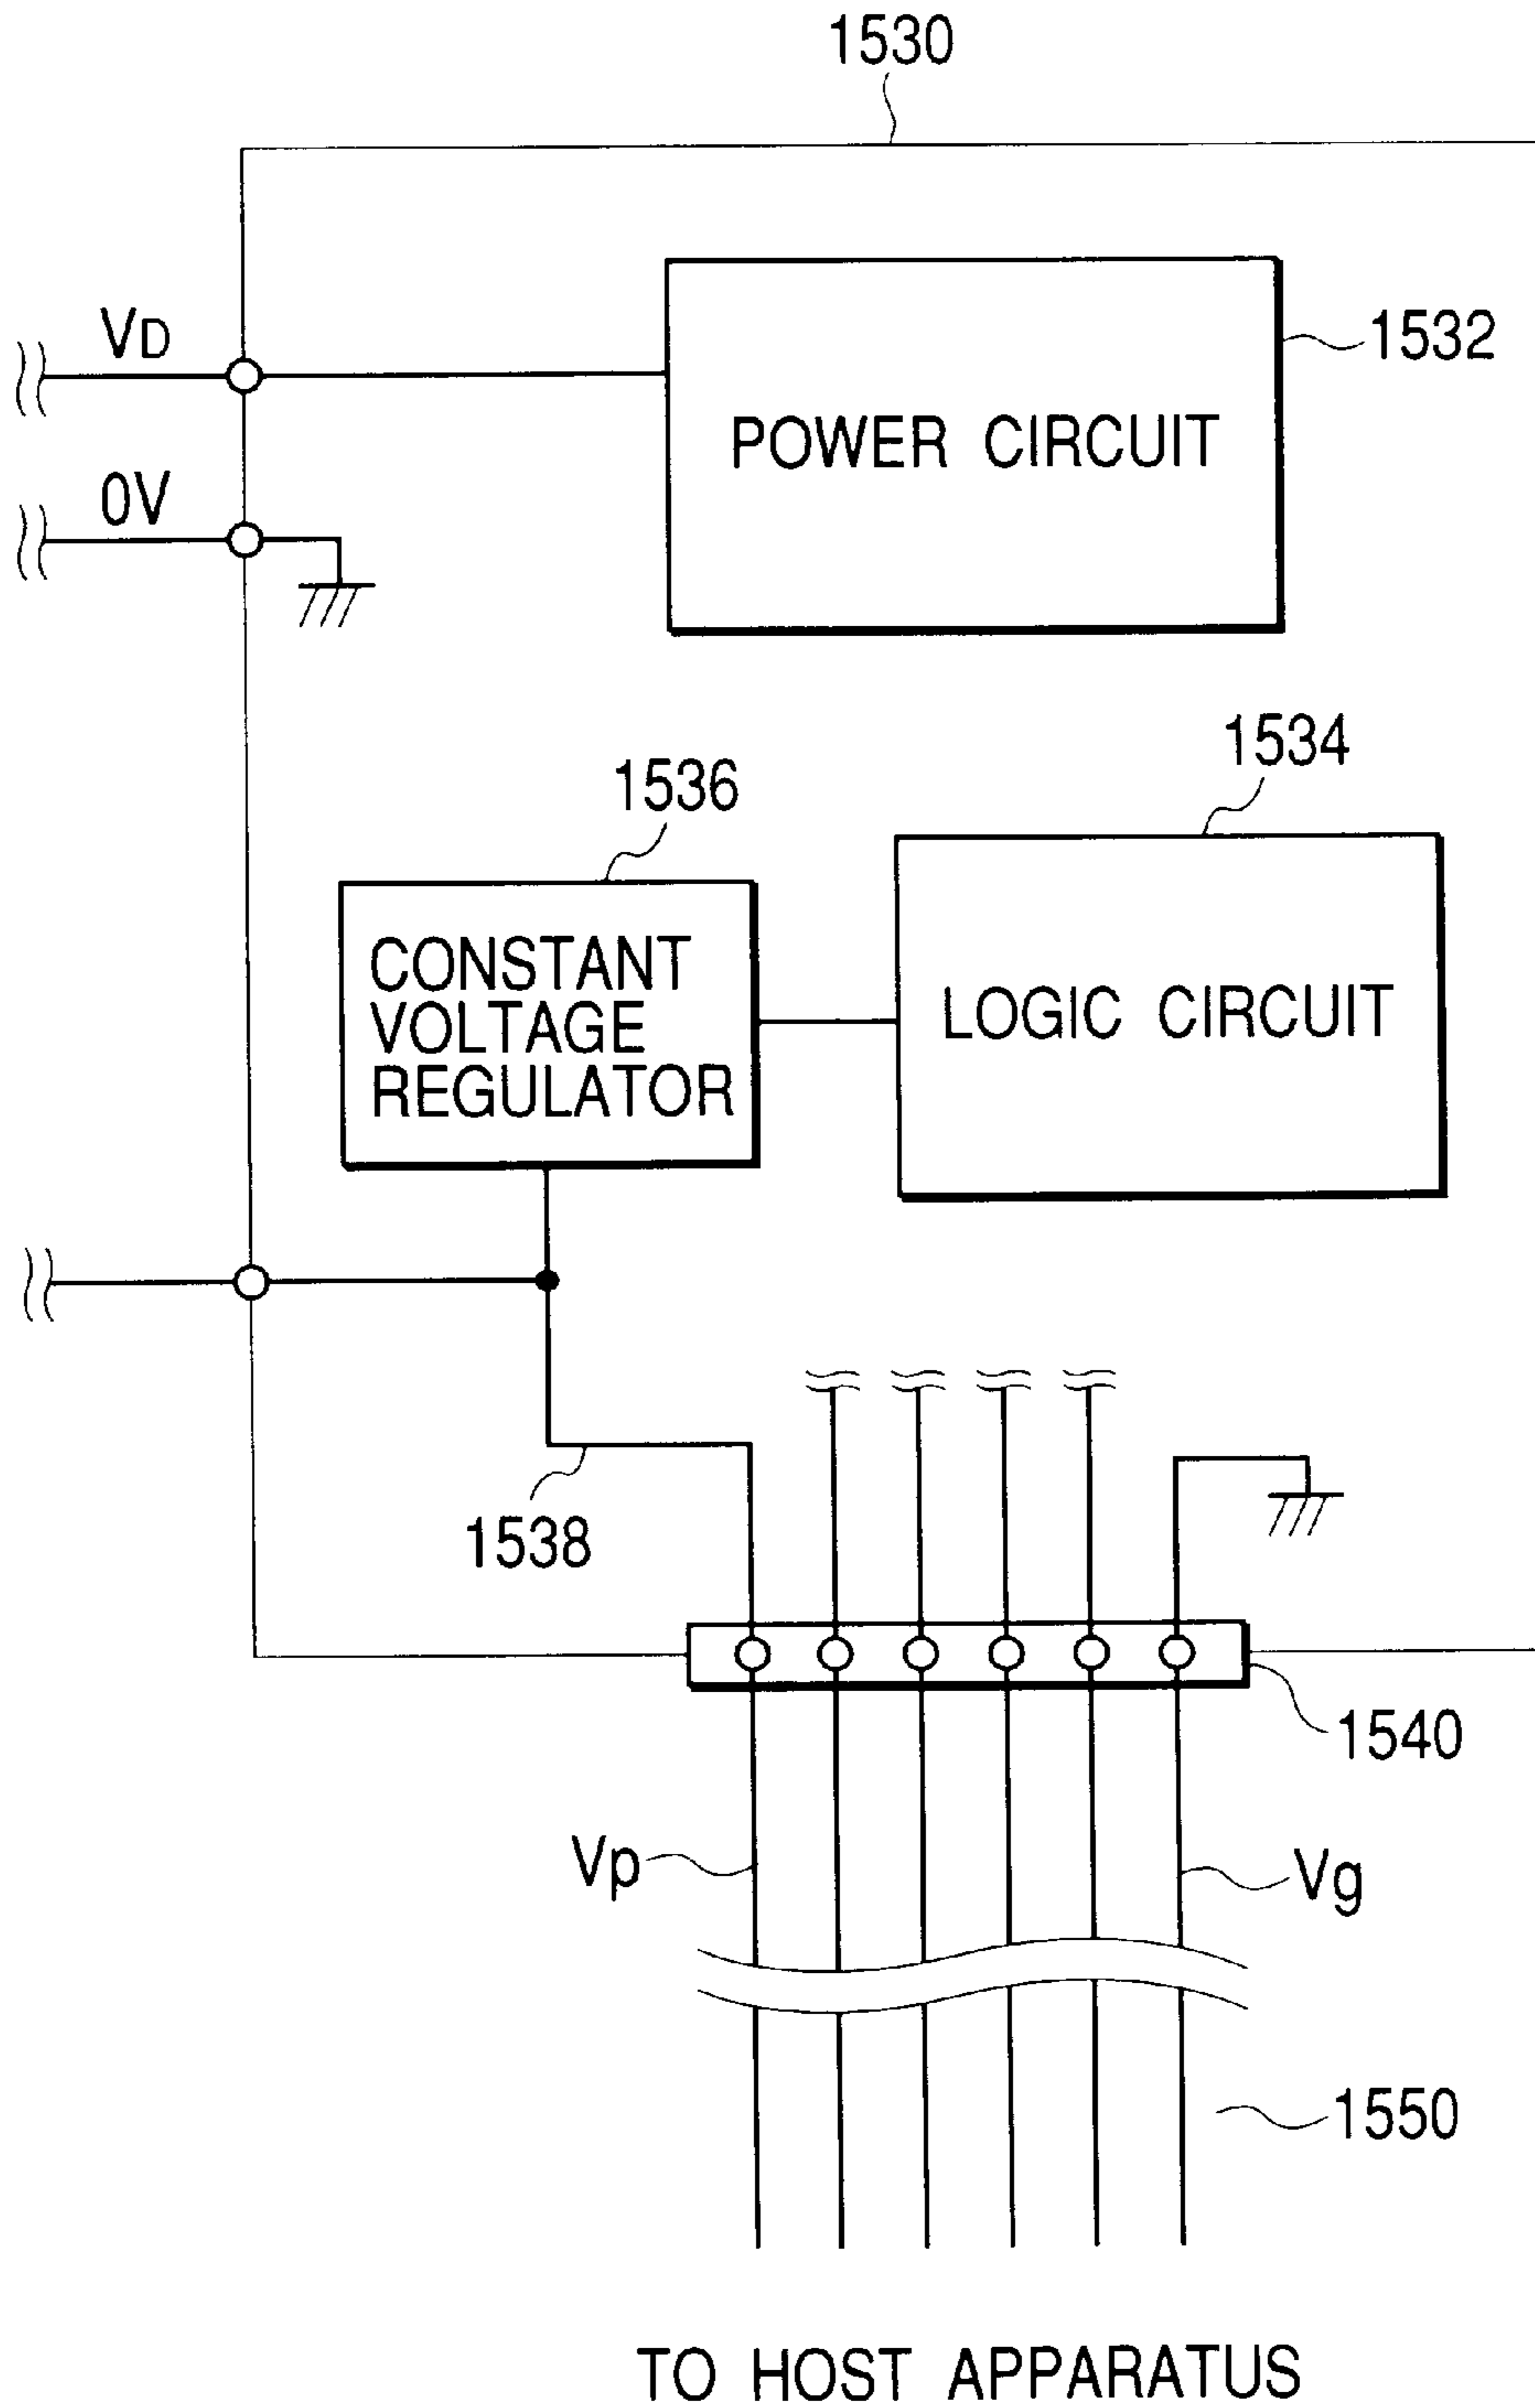 1530
VD
1532
POWER CIRCUIT
0V
1534
1536
CONSTANT
VOLTAGE
REGULATOR
LOGIC CIRCUIT
1538
1540
Vp
Vg
1550
TO HOST APPARATUS